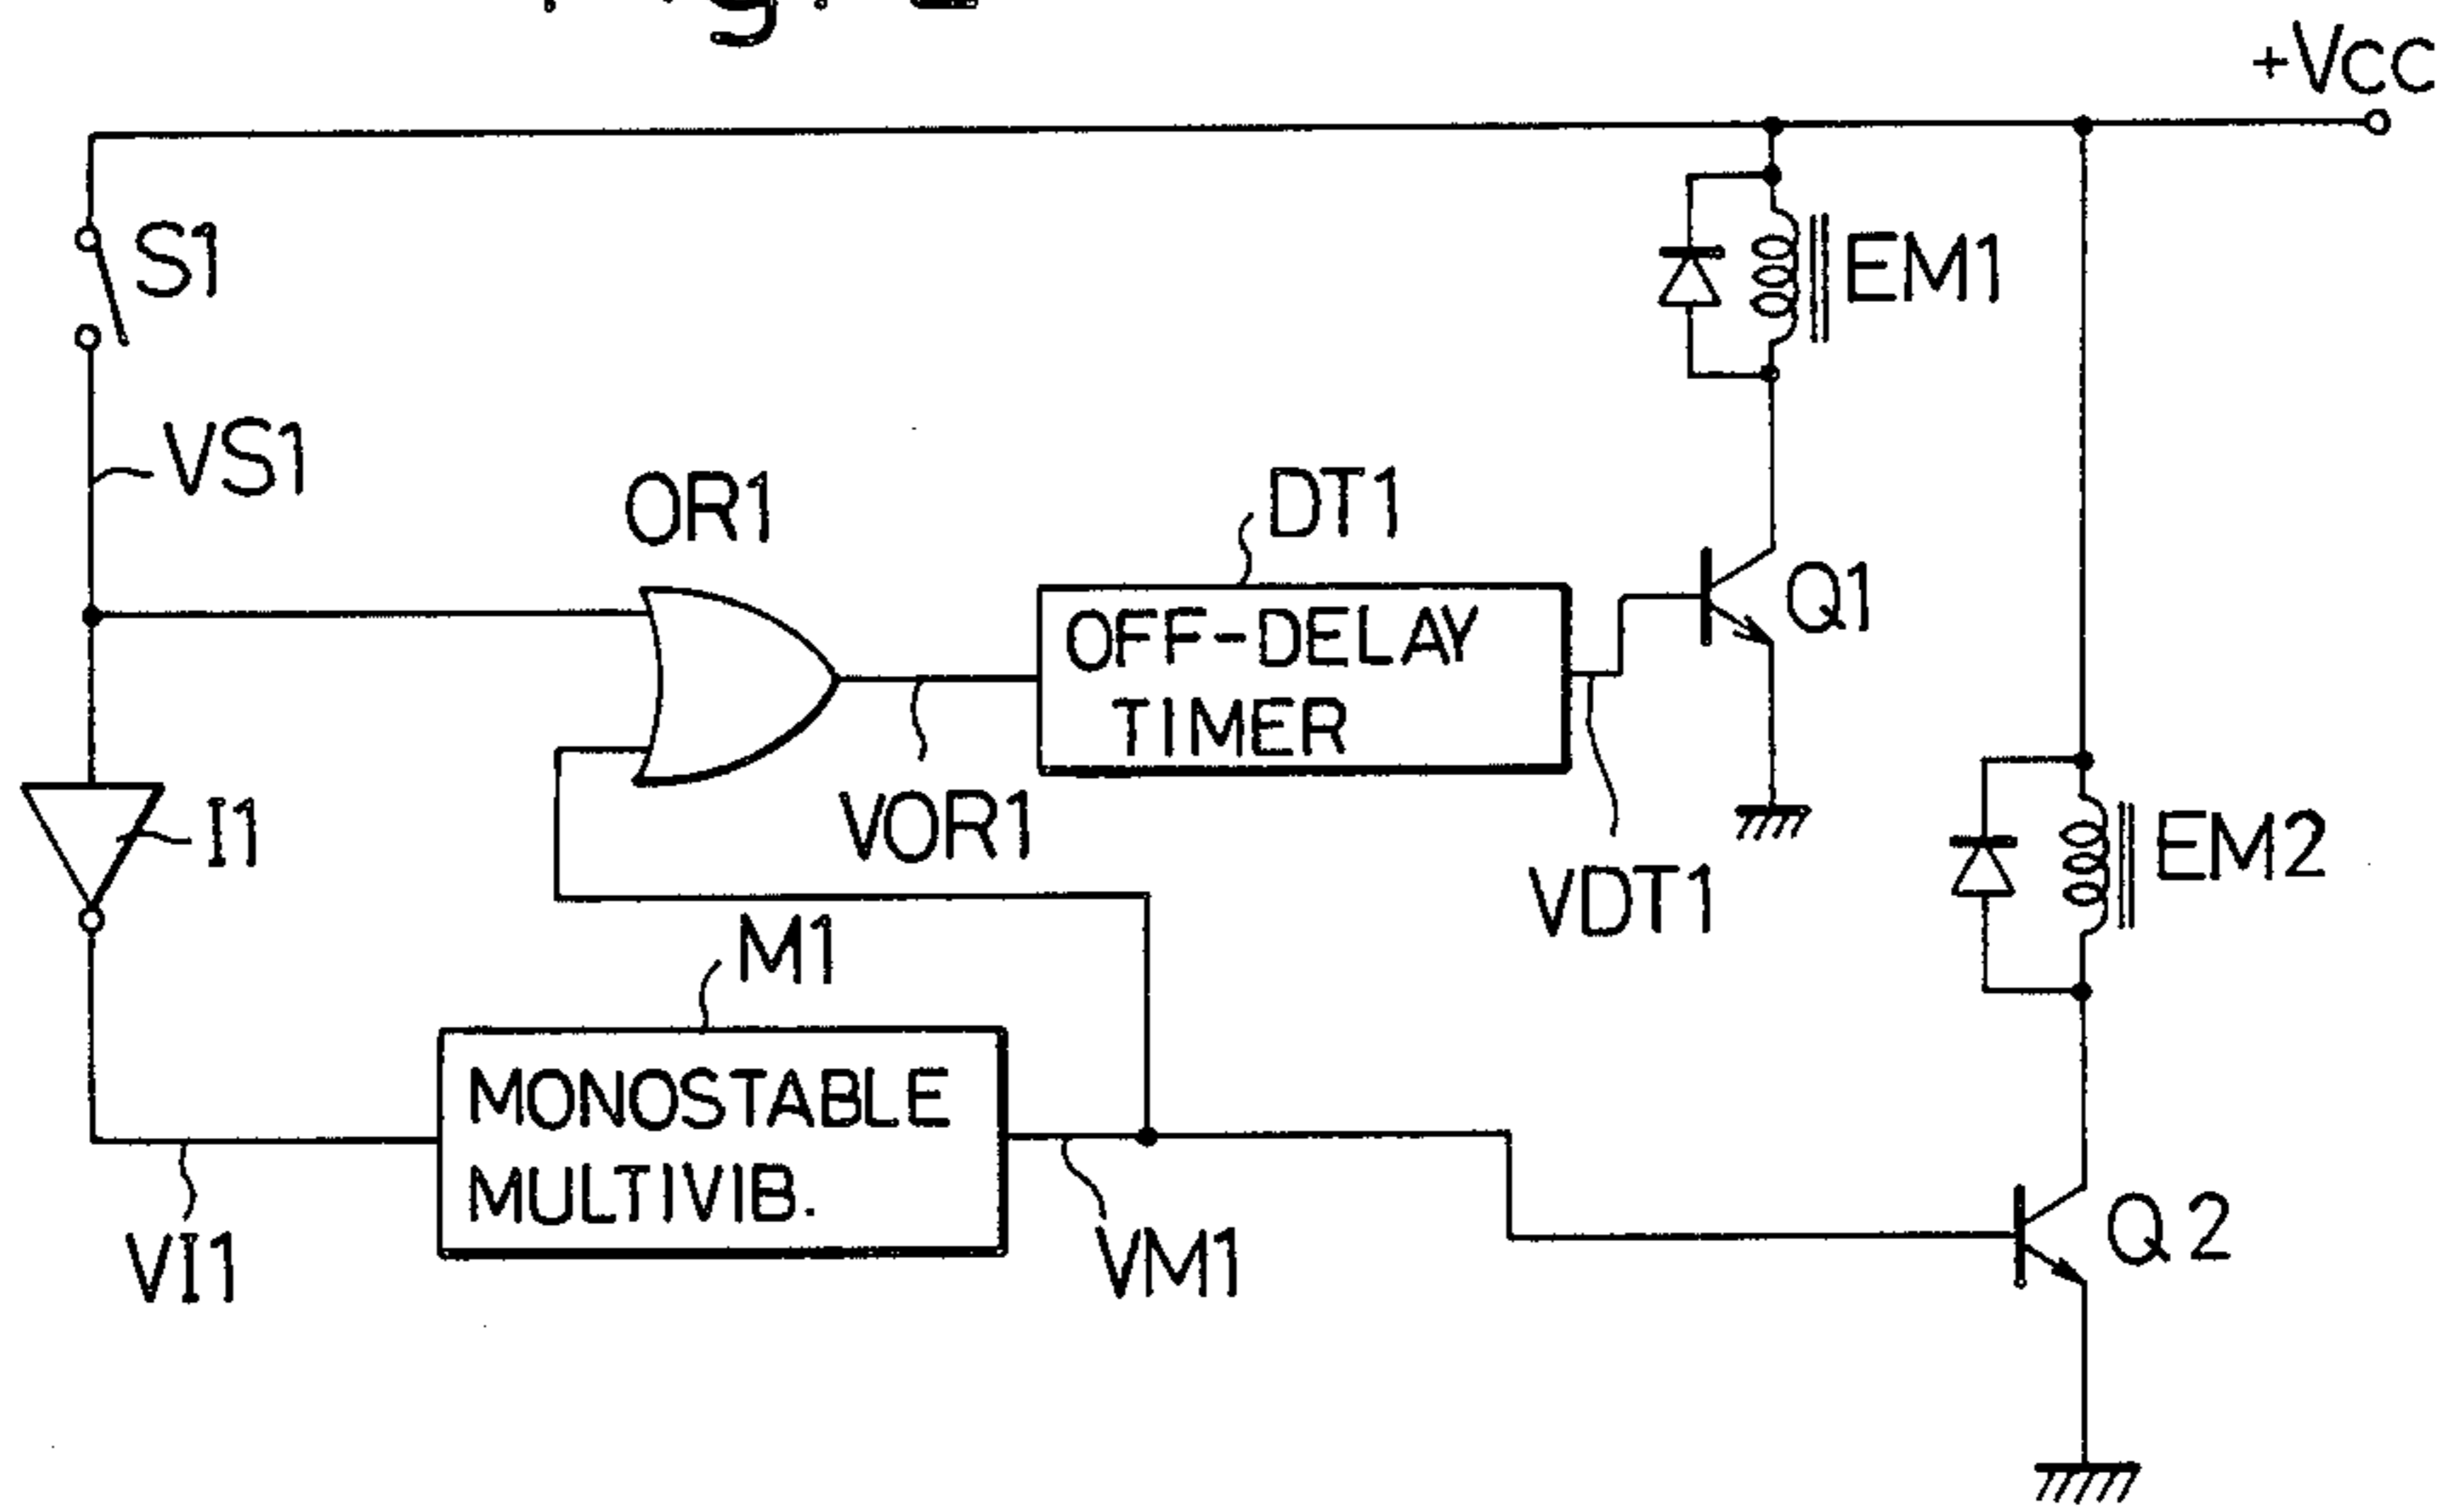 +VCC
S1
EM1
VS1
OR1
DT1
Q1
OFF-DELAY
TIMER
I1
VOR1
VDT1
EM2
M1
MONOSTABLE
MULTIVIB.
VI1
VM1
Q2